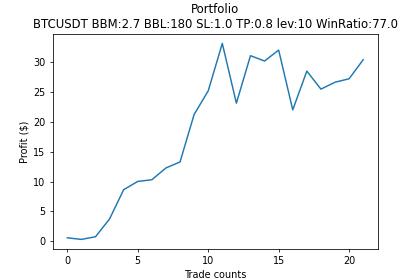 Portfolio
BTCUSDT BBM:2.7 BBL:180 SL:1.0 TP:0.8 lev:10 WinRatio:77.0
30
25
20
15
10
5
0
Profit ($)
0 5 10 15 20
Trade counts